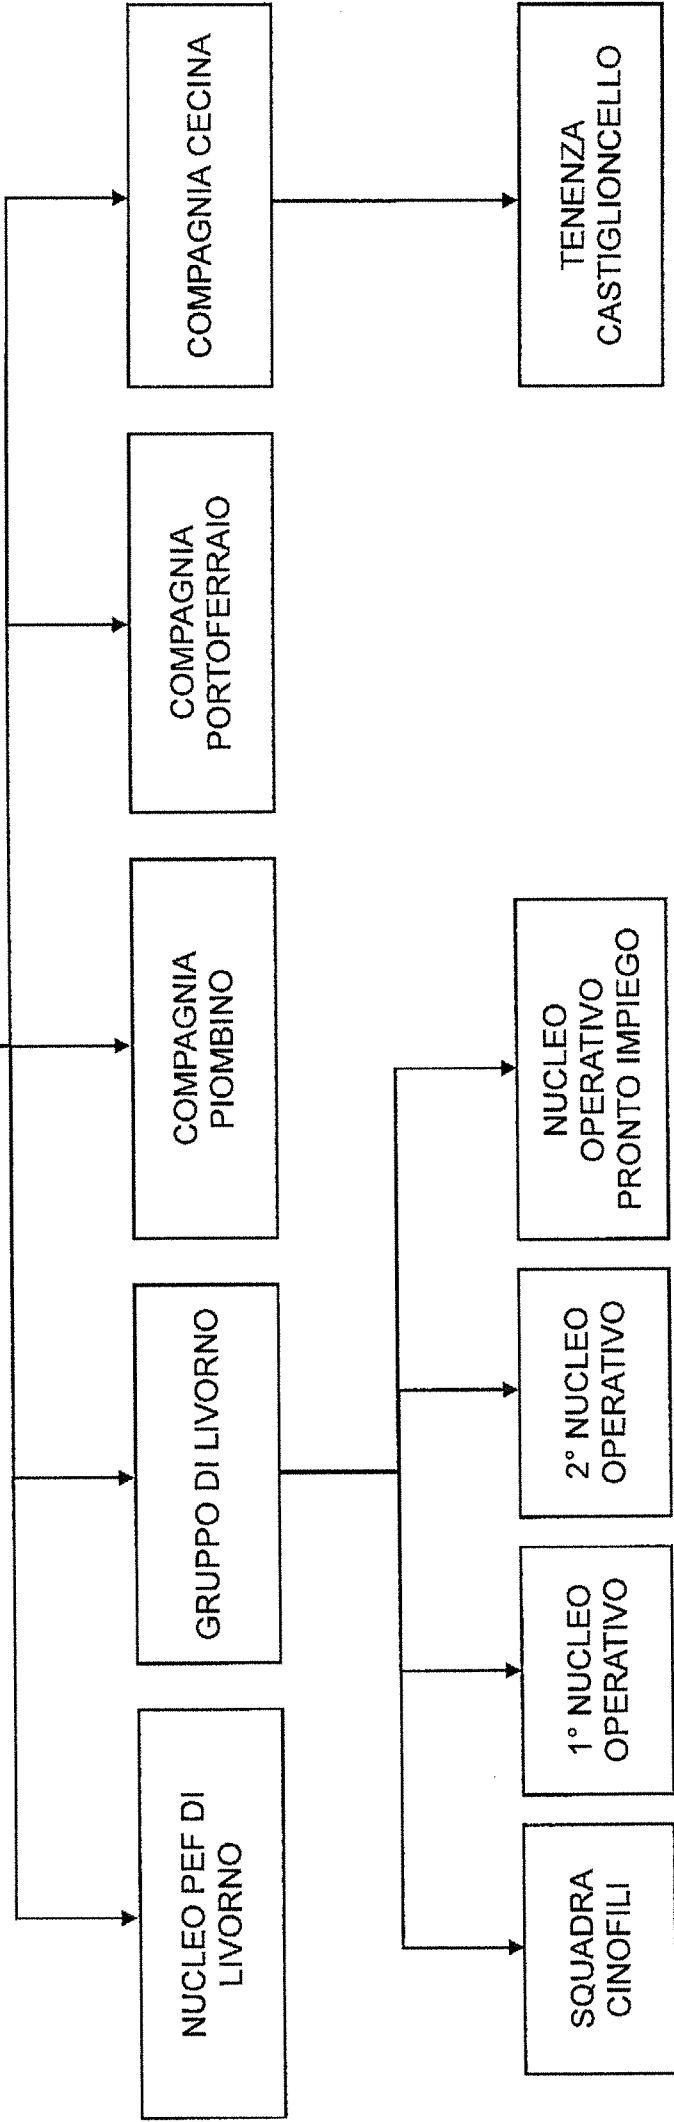 NUCLEO PEF DI
LIVORNO
GRUPPO DI LIVORNO
COMPAGNIA
PIOMBINO
COMPAGNIA
PORTOFERRAIO
COMPAGNIA CECINA
SQUADRA
CINOFILI
1° NUCLEO
OPERATIVO
2° NUCLEO
OPERATIVO
NUCLEO
OPERATIVO
PRONTO IMPIEGO
TENENZA
CASTIGLIONCELLO